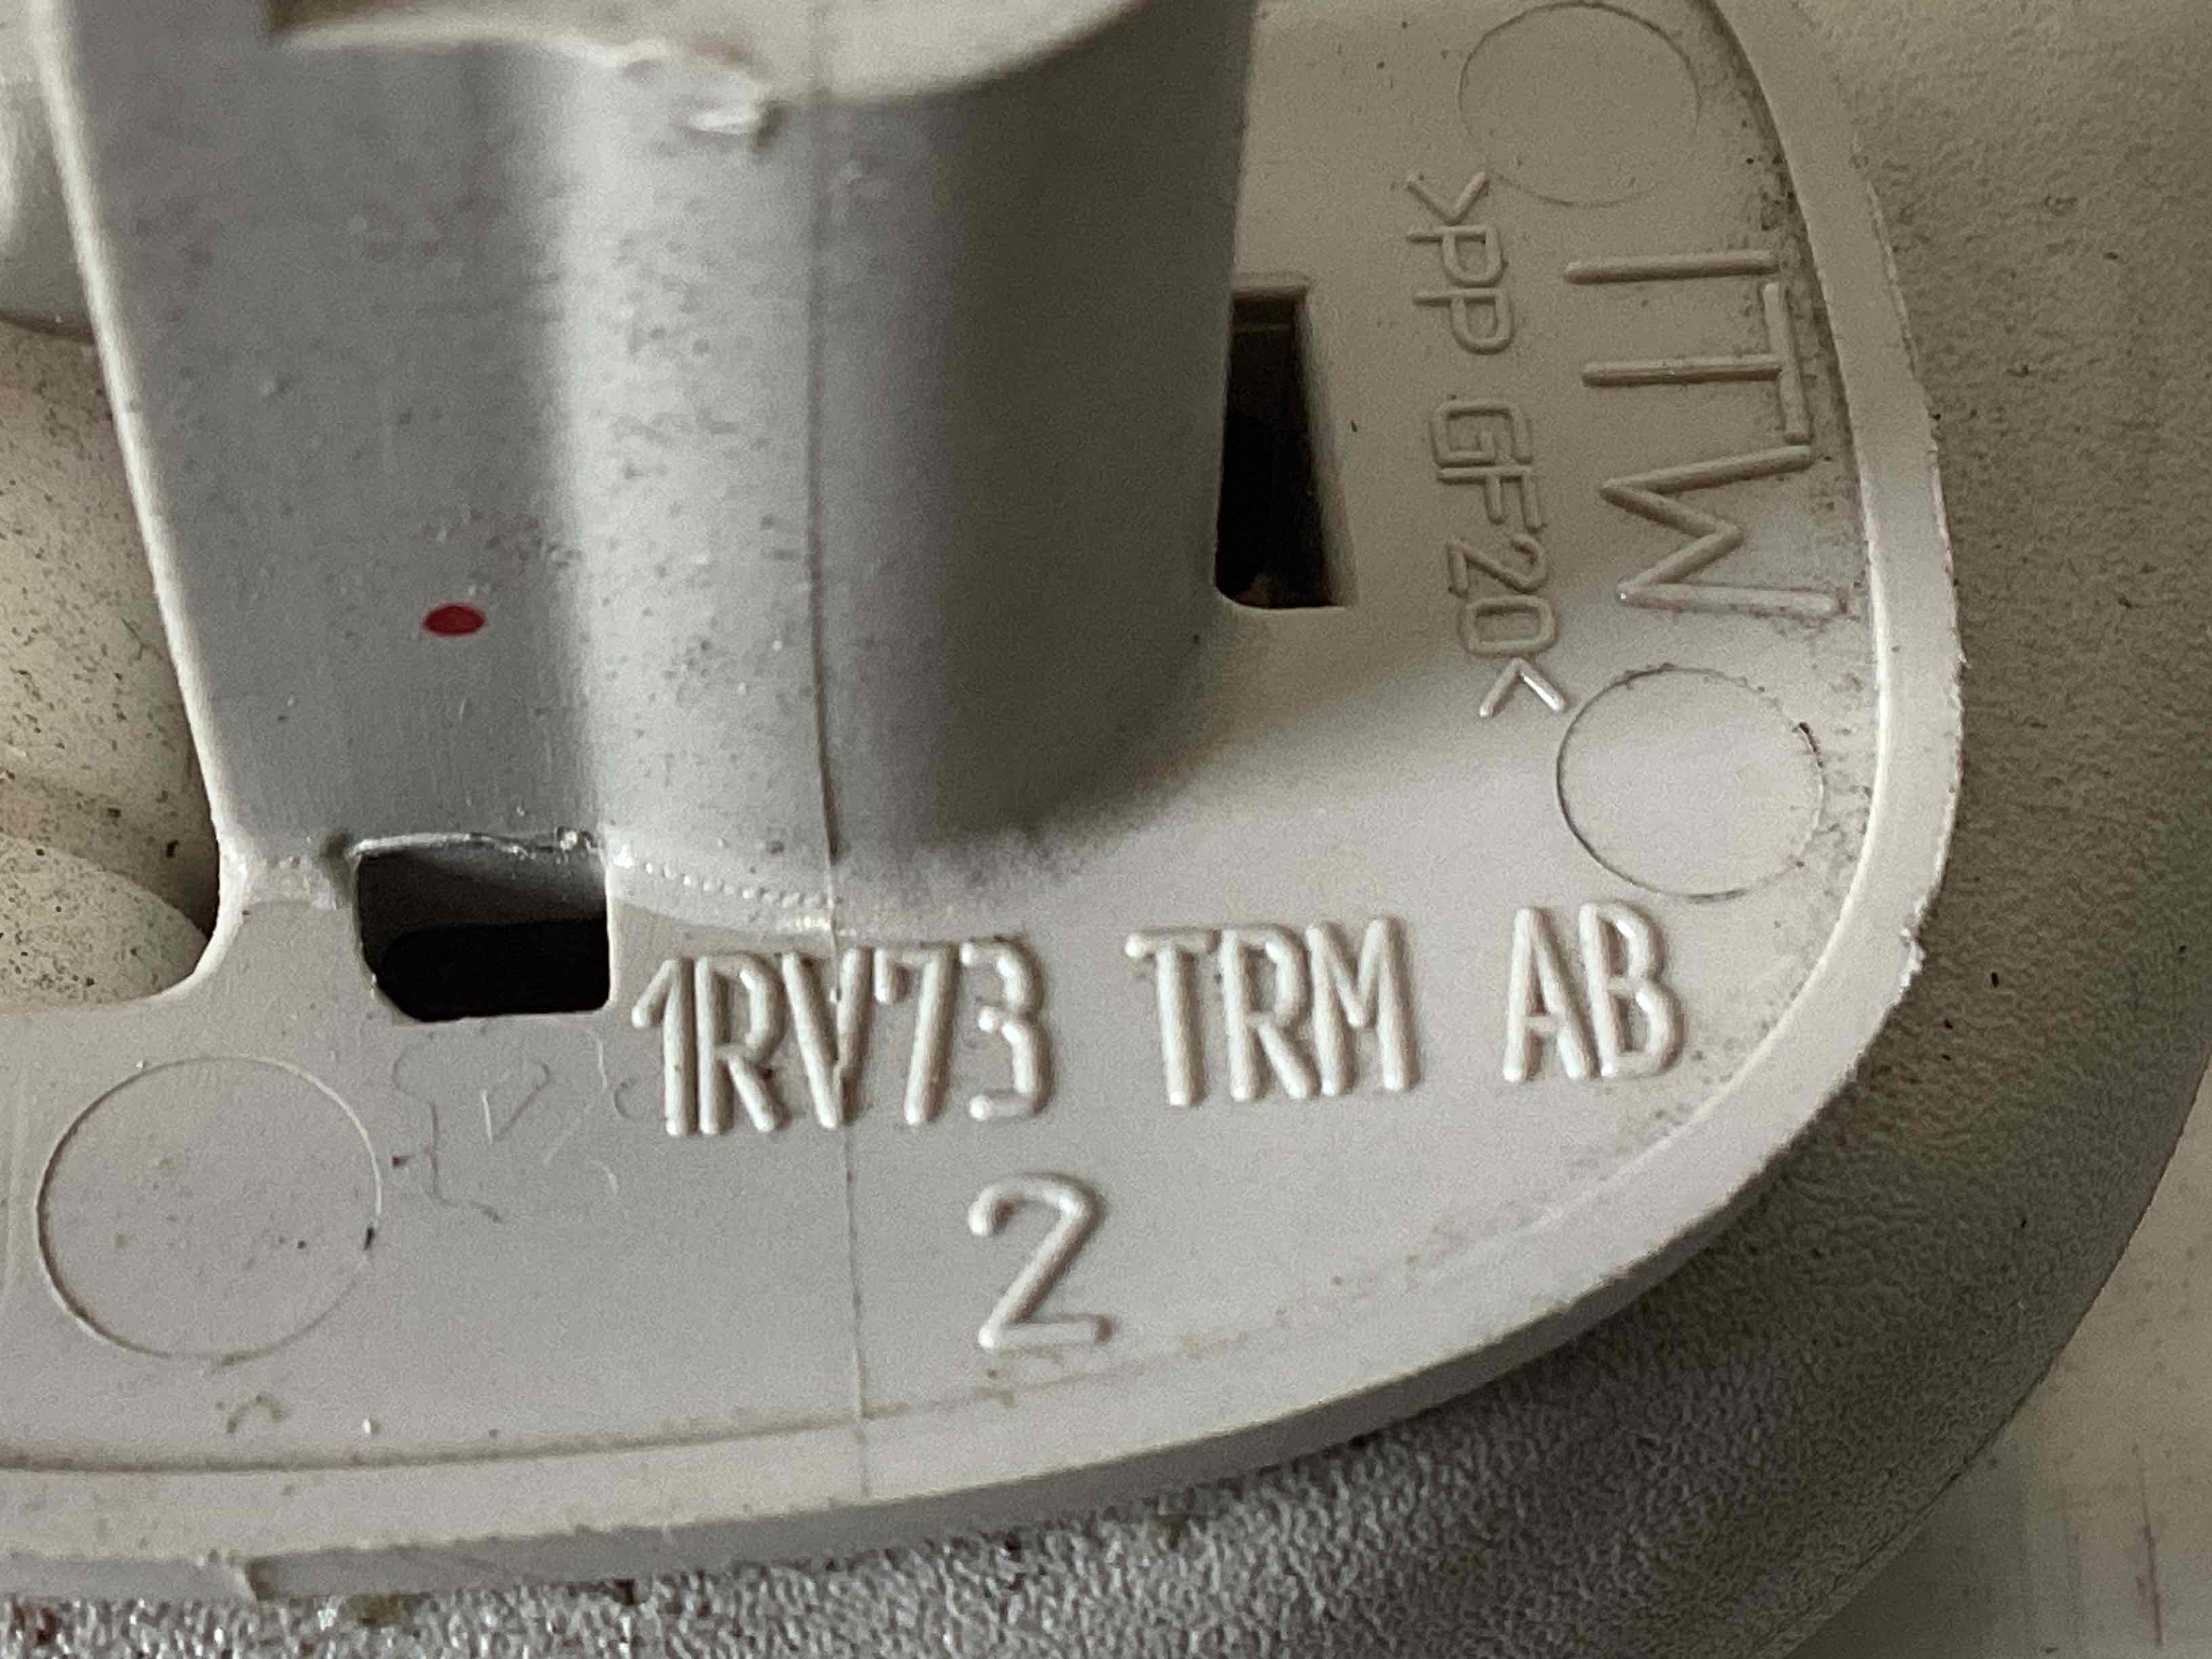 ITW
>PP GF20<
1RV73 TRM AB
2